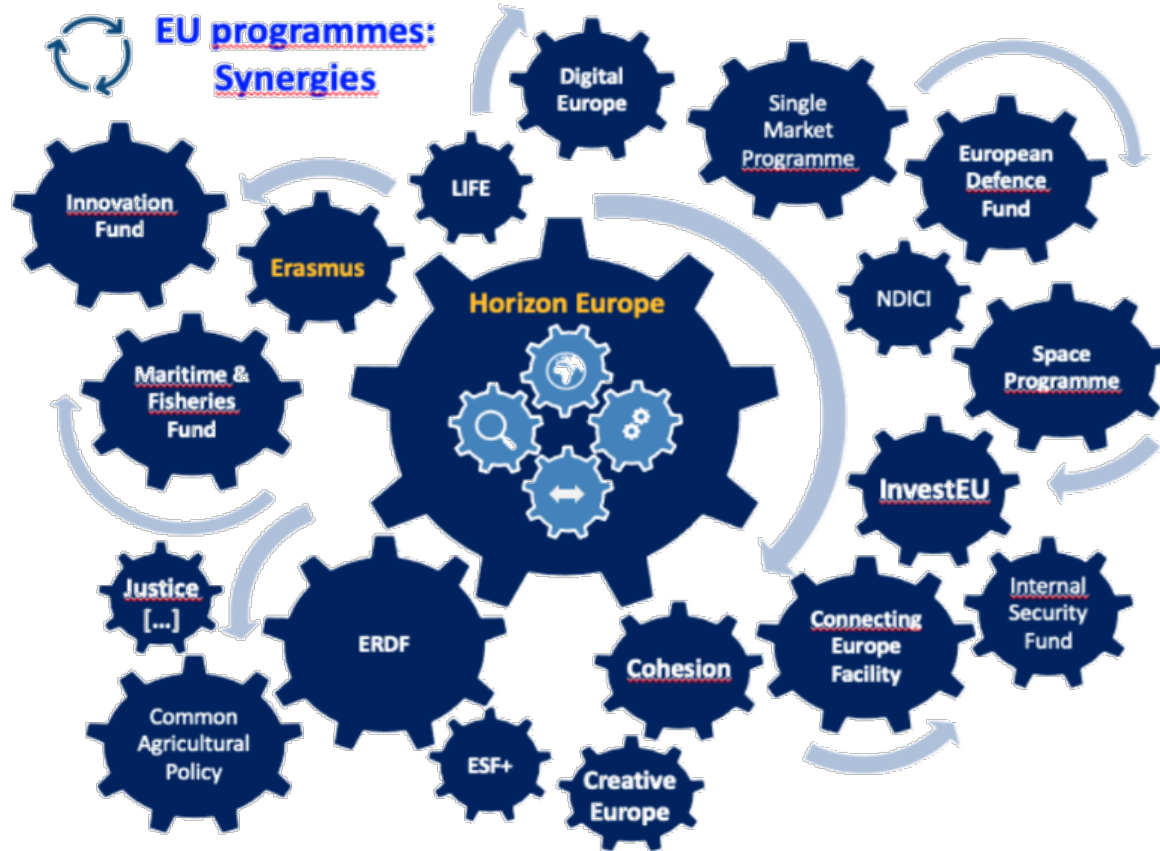 EU programmes:
Synergies
Digital
Europe
Single
Market
Programme
European
Defence
Fund
LIFE
Innovation
Fund
Erasmus
Horizon Europe
NDICI
Space
Programme
Maritime &
Fisheries
Fund
InvestEU
Justice
[...]
ERDF
Cohesion
Connecting
Europe
Facility
Internal
Security
Fund
Common
Agricultural
Policy
ESF+
Creative
Europe